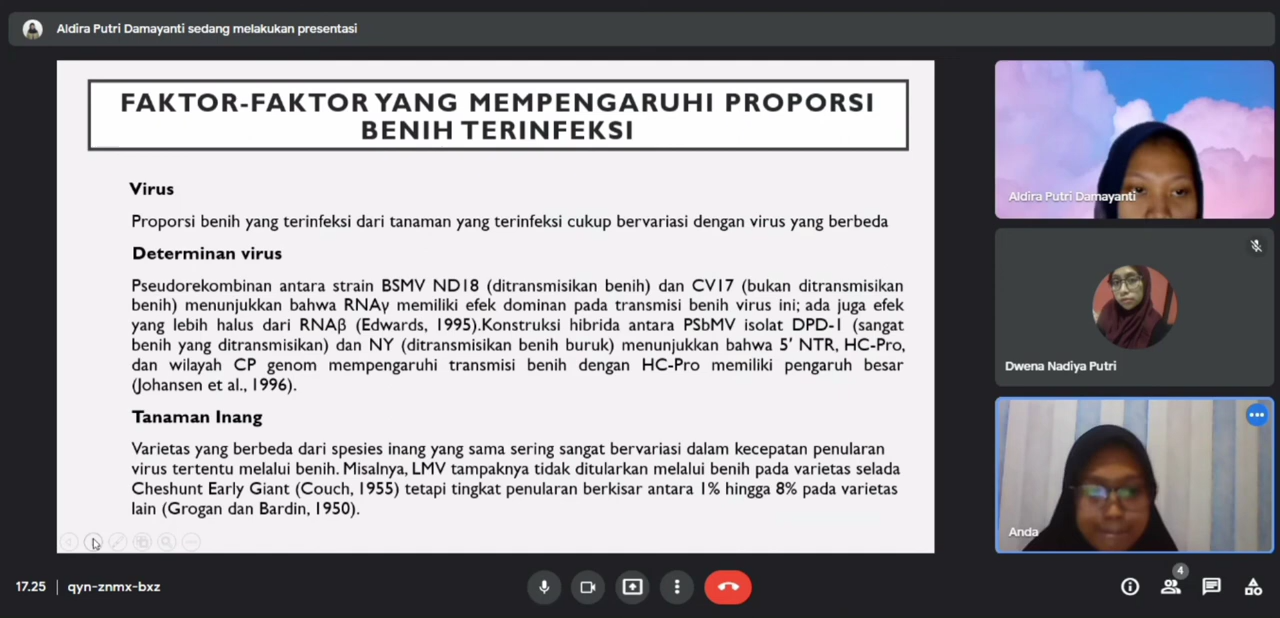 Aldira Putri Damayanti sedang melakukan presentasi
FAKTOR-FAKTOR YANG MEMPENGARUHI PROPORSI
BENIH TERINFEKSI
Virus
Proporsi benih yang terinfeksi dari tanaman yang terinfeksi cukup bervariasi dengan virus yang berbeda
Determinan virus
Pseudorekombinan antara strain BSMV ND18 (ditransmisikan benih) dan CV17 (bukan ditransmisikan
benih) menunjukkan bahwa RNAγ memiliki efek dominan pada transmisi benih virus ini; ada juga efek
yang lebih halus dari RNAβ (Edwards, 1995).Konstruksi hibrida antara PSbMV isolat DPD-1 (sangat
benih yang ditransmisikan) dan NY (ditransmisikan benih buruk) menunjukkan bahwa 5′ NTR, HC-Pro,
dan wilayah CP genom mempengaruhi transmisi benih dengan HC-Pro memiliki pengaruh besar
(Johansen et al., 1996).
Tanaman Inang
Varietas yang berbeda dari spesies inang yang sama sering sangat bervariasi dalam kecepatan penularan
virus tertentu melalui benih. Misalnya, LMV tampaknya tidak ditularkan melalui benih pada varietas selada
Cheshunt Early Giant (Couch, 1955) tetapi tingkat penularan berkisar antara 1% hingga 8% pada varietas
lain (Grogan dan Bardin, 1950).
Aldira Putri Damayanti
Dwena Nadiya Putri
Anda
17.25 | qyn-znmx-bxz
4